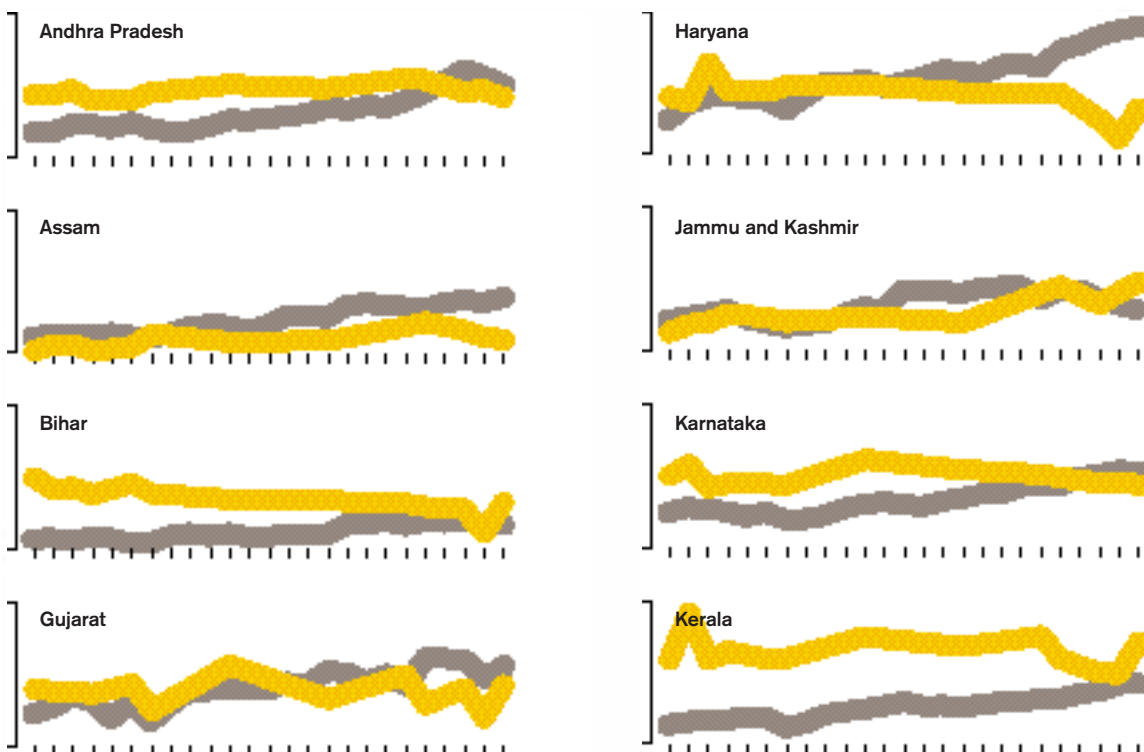 Andhra Pradesh
Haryana
Assam
Jammu and Kashmir
Bihar
Karnataka
Gujarat
Kerala